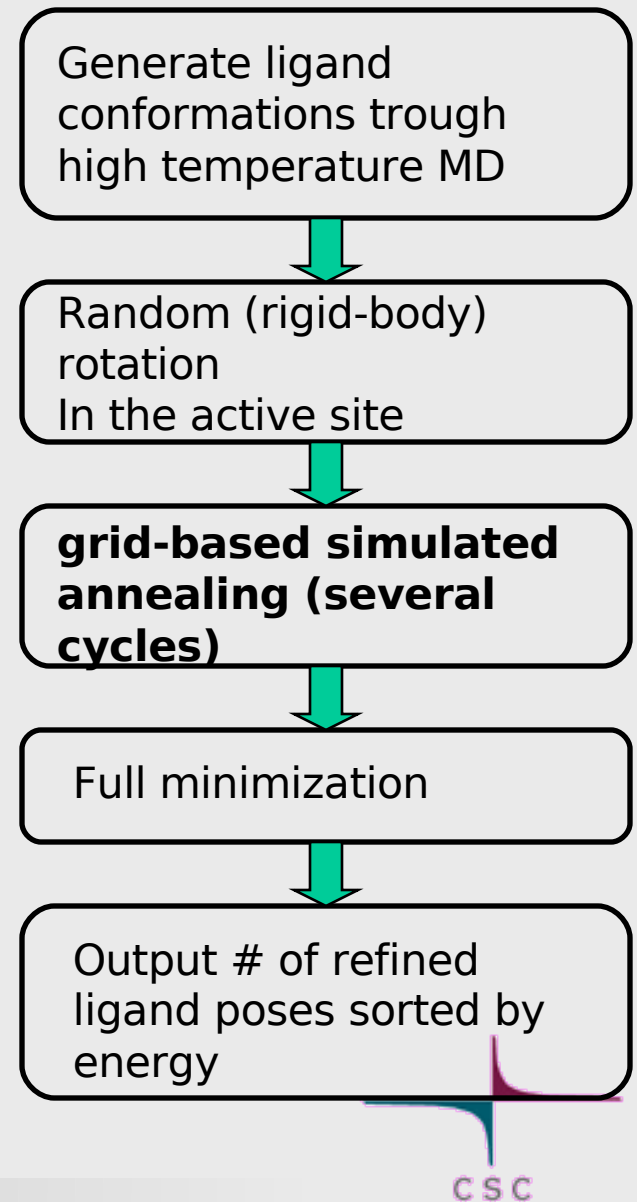 Generate ligand
conformations trough
high temperature MD
Random (rigid-body)
rotation
In the active site
grid-based simulated
annealing (several
cycles)
Full minimization
Output # of refined
ligand poses sorted by
energy
CSC